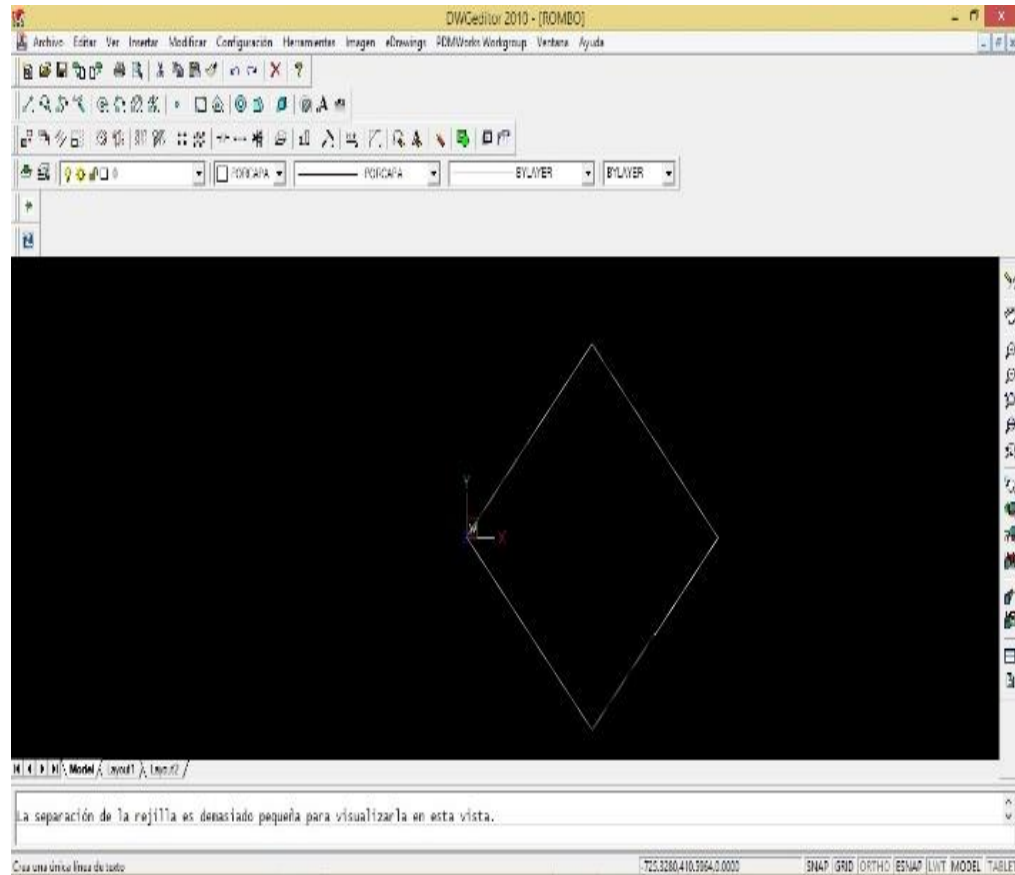 DWGeditor 2010 - [ROMBO]
Archivo Editar Ver Insertar Modificar Configuración Herramientas Imagen eDrawings PDMWorks Workgroup Ventana Ayuda
A
0 PORCAPA PORCAPA BYLAYER BYLAYER
Y
W
X
Model Layout1 Layout2
La separación de la rejilla es demasiado pequeña para visualizarla en esta vista.
Crea una única línea de texto SNAP GRID ORTHO ESNAP LWT MODEL TABLET